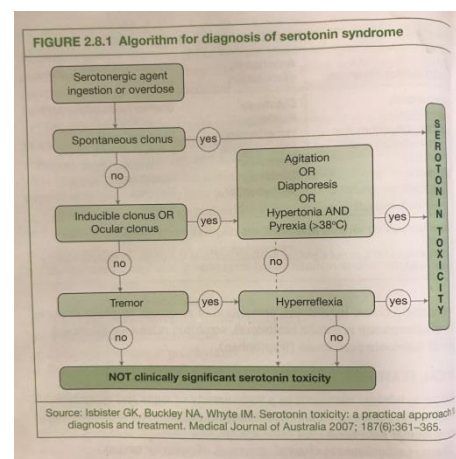 FIGURE 2.8.1 Algorithm for diagnosis of serotonin syndrome
Serotonergic agent
ingestion or overdose
Spontaneous clonus
yes
no
Inducible clonus OR
Ocular clonus
yes
Agitation
OR
Diaphoresis
OR
Hypertonia AND
Pyrexia (>38°C)
yes
no
no
Tremor
yes
Hyperreflexia
yes
no
no
SEROTONIN TOXICITY
NOT clinically significant serotonin toxicity
Source: Isbister GK, Buckley NA, Whyte IM. Serotonin toxicity: a practical approach
diagnosis and treatment. Medical Journal of Australia 2007; 187(6):361–365.